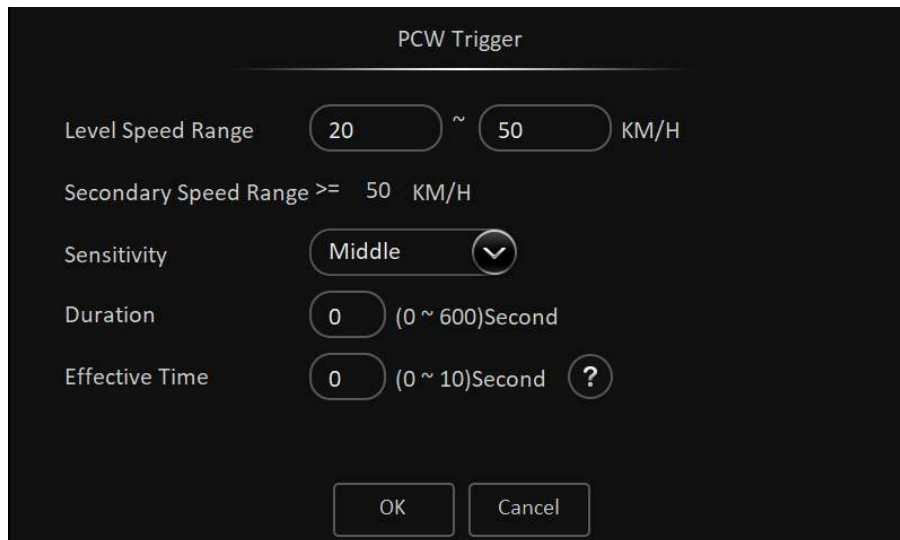 PCW Trigger
Level Speed Range 20 ~ 50 KM/H
Secondary Speed Range >= 50 KM/H
Sensitivity Middle
Duration 0 (0 ~ 600)Second
Effective Time 0 (0 ~ 10)Second ?
OK Cancel